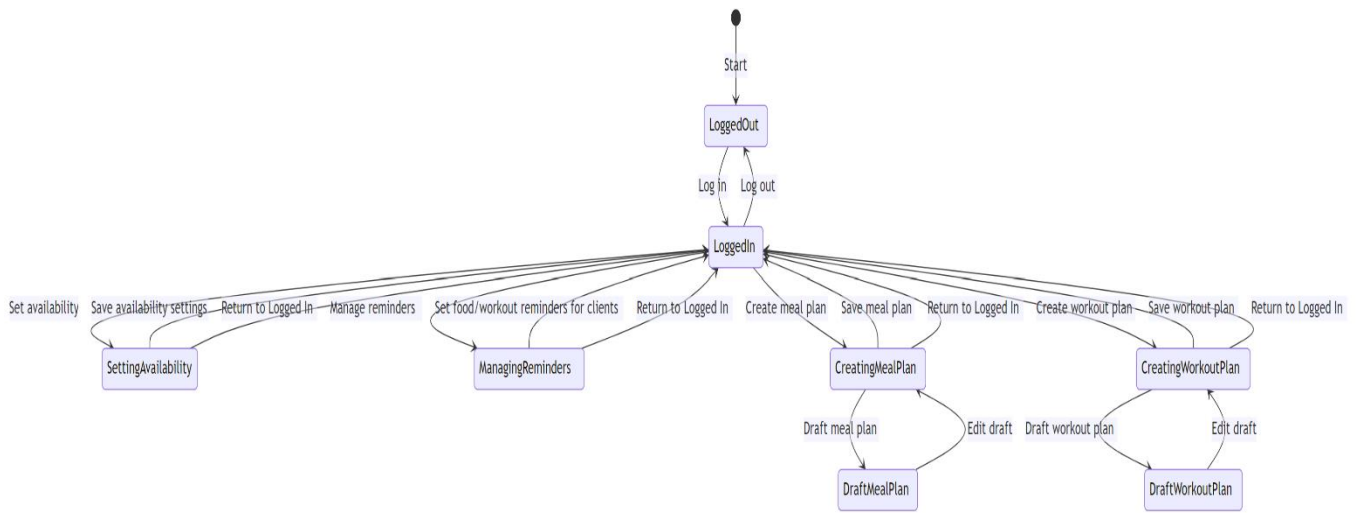 Start
LoggedOut
Log in
Log out
LoggedIn
Set availability
Save availability settings
Return to Logged In
Manage reminders
Set food/workout reminders for clients
Return to Logged In
Create meal plan
Save meal plan
Return to Logged In
Create workout plan
Save workout plan
Return to Logged In
SettingAvailability
ManagingReminders
CreatingMealPlan
CreatingWorkoutPlan
Draft meal plan
Edit draft
Draft workout plan
Edit draft
DraftMealPlan
DraftWorkoutPlan